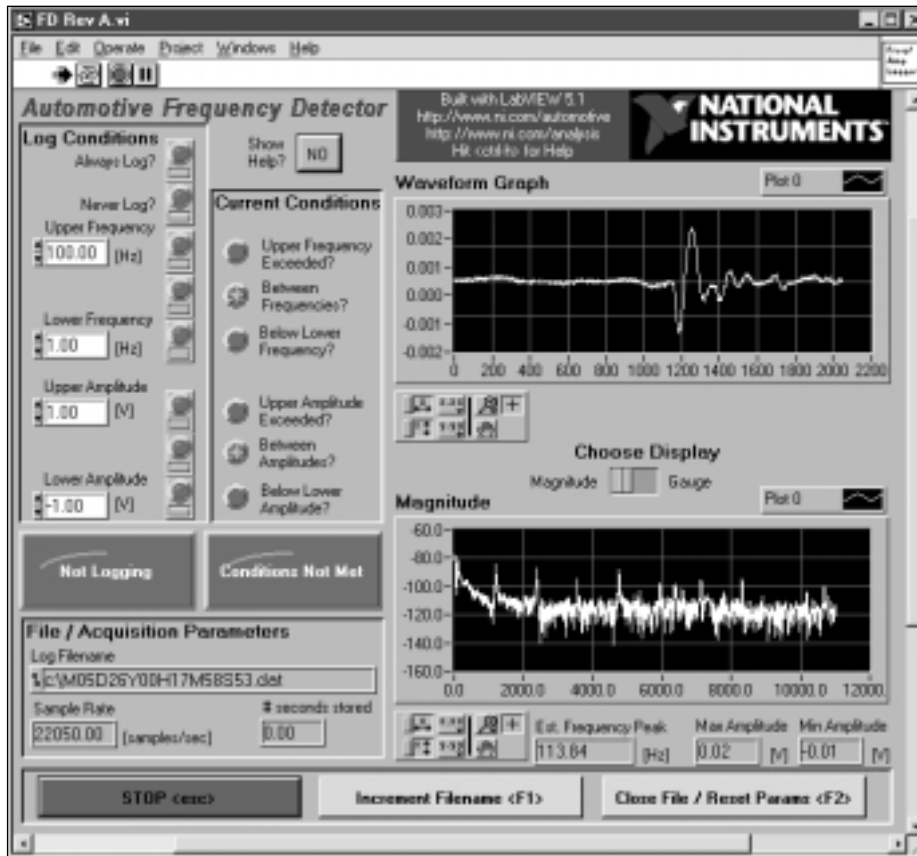 FD Rev A.vi
File Edit Operate Project Windows Help
Automotive Frequency Detector
Built with LabVIEW 5.1
http://www.ni.com/automotive
http://www.ni.com/analysis
Hit <ctrl-h> for Help
NATIONAL
INSTRUMENTS
Log Conditions
Always Log?
Never Log?
Upper Frequency
100.00 [Hz]
Lower Frequency
1.00 [Hz]
Upper Amplitude
1.00 [V]
Lower Amplitude
-1.00 [V]
Show
Help?
NO
Current Conditions
Upper Frequency
Exceeded?
Between
Frequencies?
Below Lower
Frequency?
Upper Amplitude
Exceeded?
Between
Amplitudes?
Below Lower
Amplitude?
Waveform Graph
Plot 0
0.003
0.002
0.001
0.000
-0.001
-0.002
0 200 400 600 800 1000 1200 1400 1600 1800 2000 2200
Choose Display
Magnitude Gauge
Magnitude
Plot 0
-60.0
-80.0
-100.0
-120.0
-140.0
-160.0
0.0 2000.0 4000.0 6000.0 8000.0 10000.0 12000.
Not Logging
Conditions Not Met
File / Acquisition Parameters
Log Filename
c:\M05D26Y00H17M58S53.dat
Sample Rate
22050.00 [samples/sec]
# seconds stored
0.00
Est. Frequency Peak
113.84 [Hz]
Max Amplitude
0.02 [V]
Min Amplitude
-0.01 [V]
STOP <esc>
Increment Filename <F1>
Close File / Reset Params <F2>